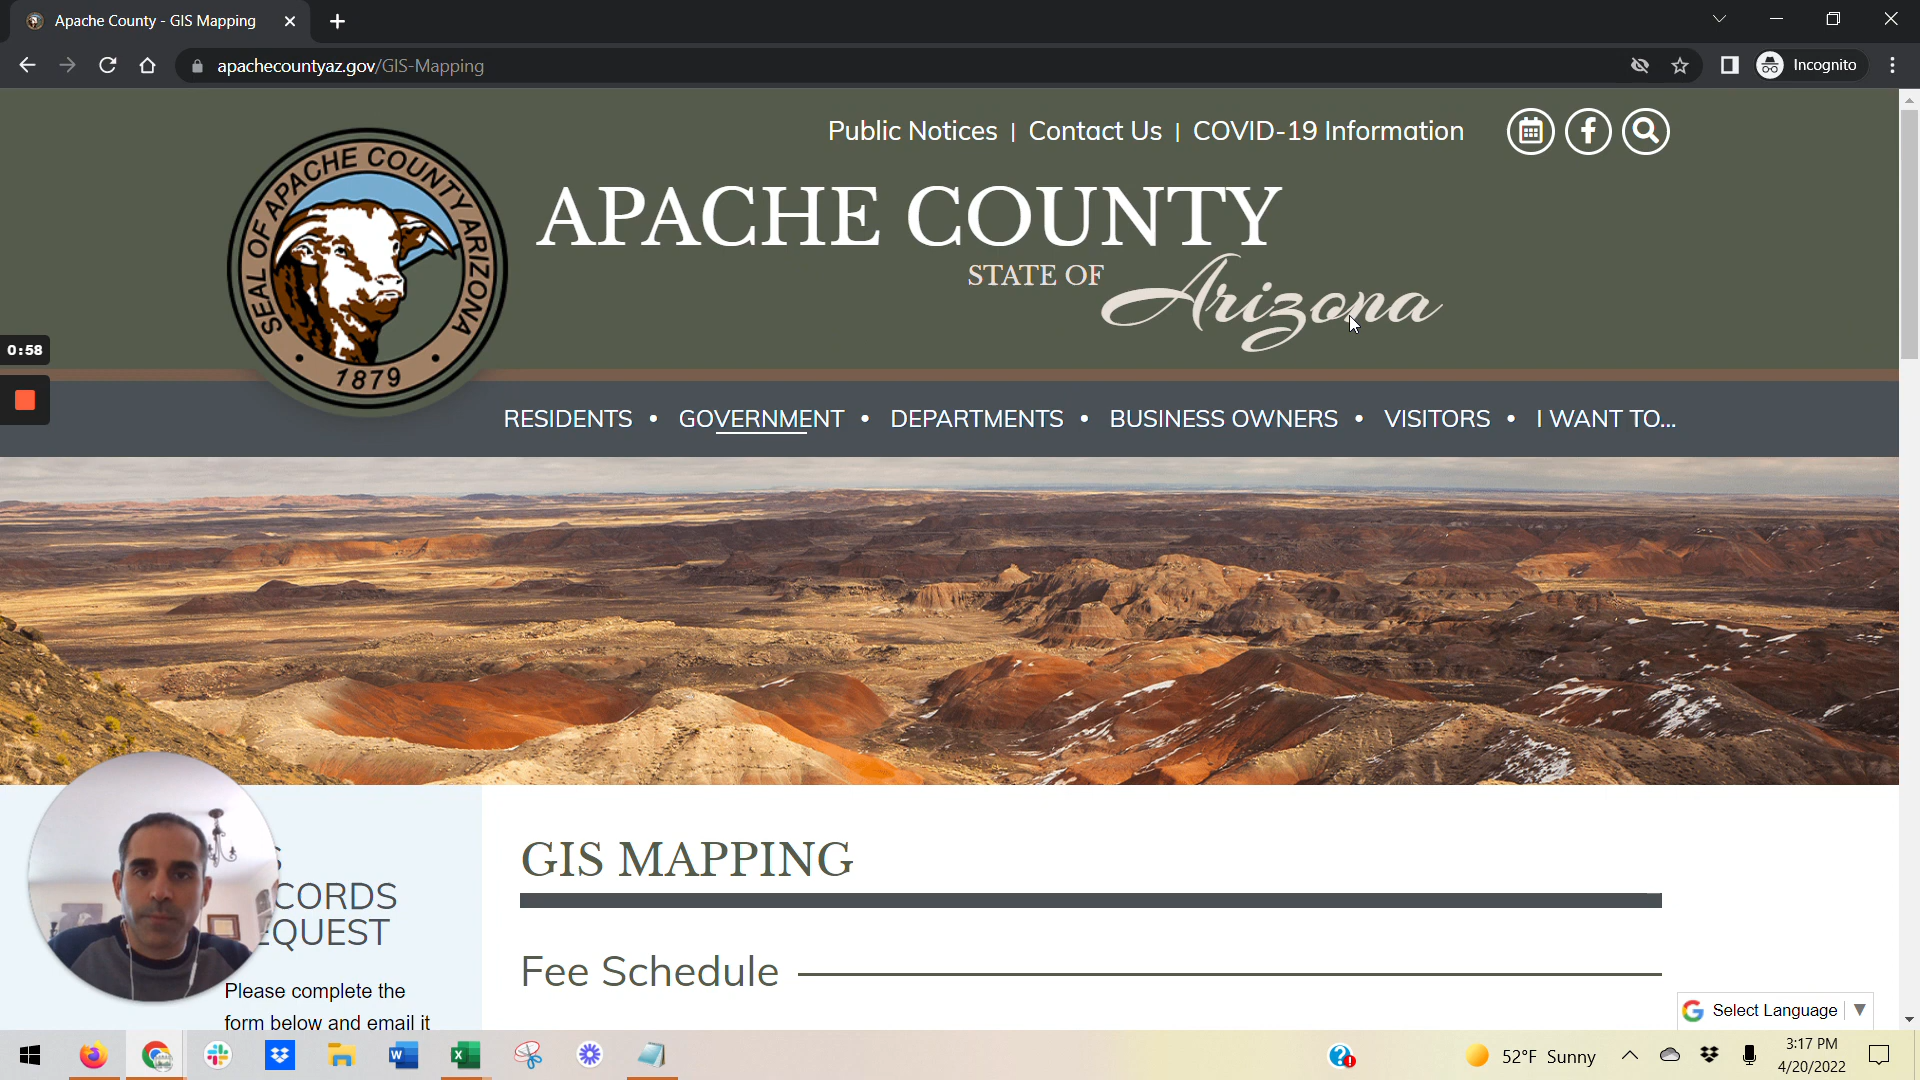 Apache County - GIS Mapping
apachecountyaz.gov/GIS-Mapping
Incognito
Public Notices | Contact Us | COVID-19 Information
SEAL OF APACHE COUNTY ARIZONA
1879
APACHE COUNTY
STATE OF
Arizona
0:58
RESIDENTS • GOVERNMENT • DEPARTMENTS • BUSINESS OWNERS • VISITORS • I WANT TO...
GIS MAPPING
Fee Schedule
Please complete the
form below and email it
Select Language
52°F Sunny
3:17 PM
4/20/2022